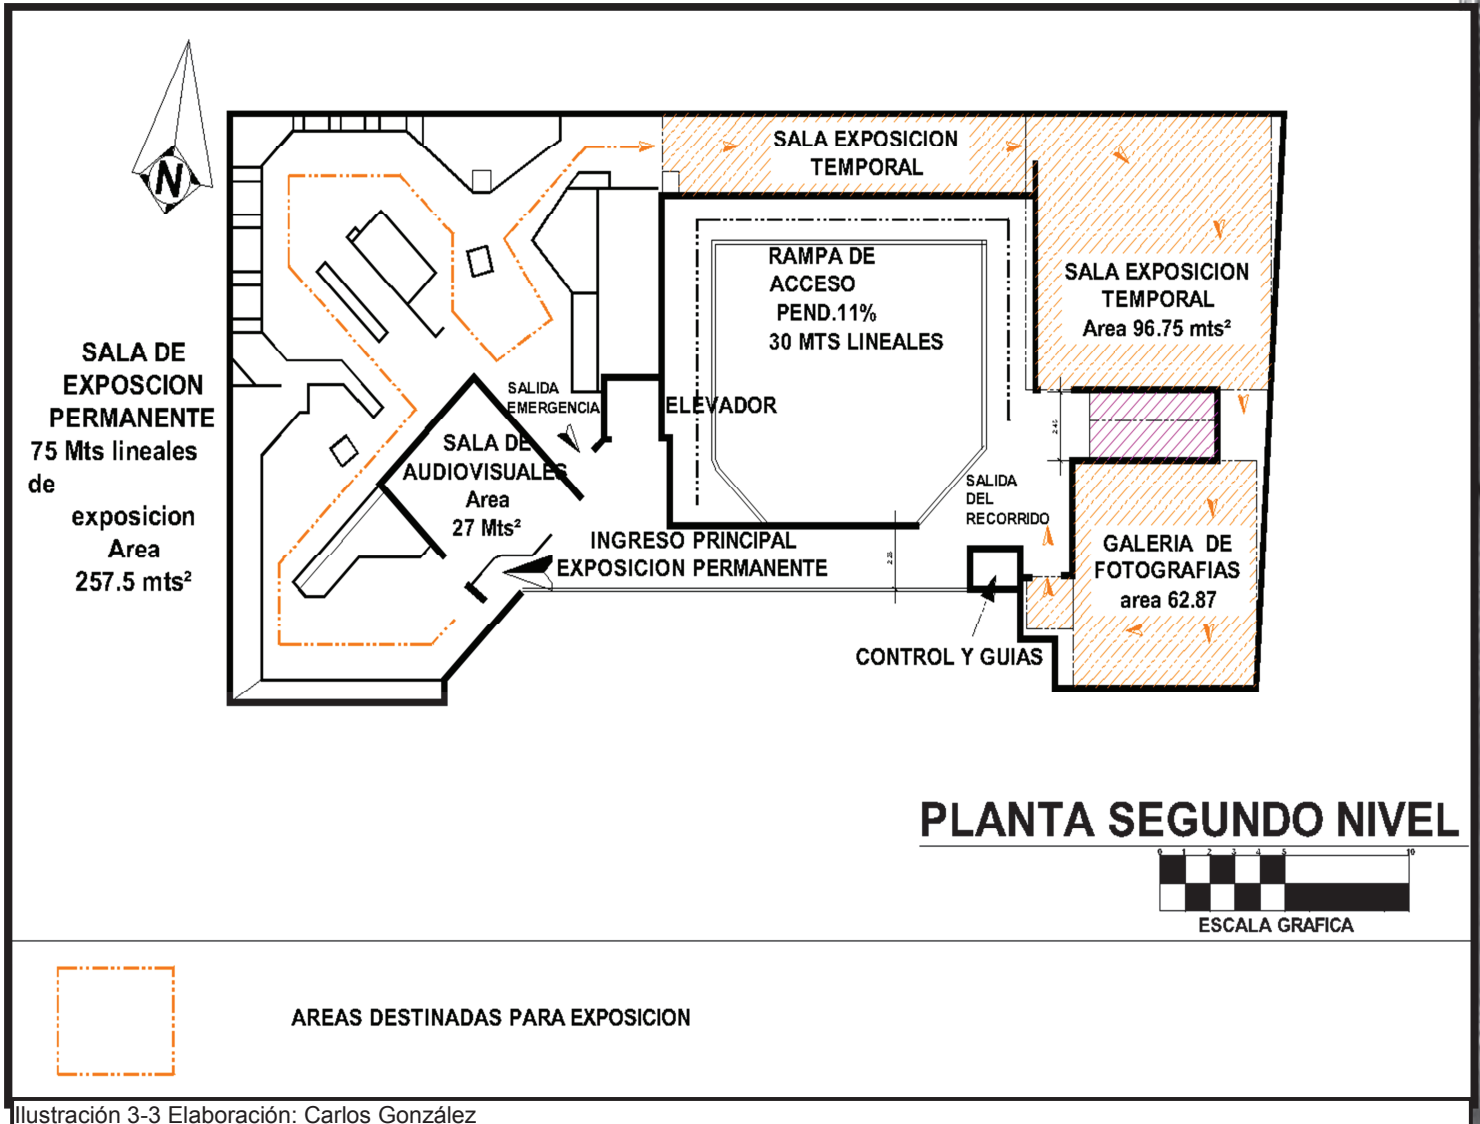 N
SALA EXPOSICION
TEMPORAL
RAMPA DE
ACCESO
PEND.11%
30 MTS LINEALES
SALA EXPOSICION
TEMPORAL
Area 96.75 mts²
SALA DE
EXPOSCION
PERMANENTE
75 Mts lineales
de
exposicion
Area
257.5 mts²
SALIDA
EMERGENCIA
ELEVADOR
SALA DE
AUDIOVISUALES
Area
27 Mts²
2.45
SALIDA
DEL
RECORRIDO
INGRESO PRINCIPAL
EXPOSICION PERMANENTE
GALERIA DE
FOTOGRAFIAS
area 62.87
CONTROL Y GUIAS
PLANTA SEGUNDO NIVEL
0 1 2 3 4 5 10
ESCALA GRAFICA
AREAS DESTINADAS PARA EXPOSICION
Ilustración 3-3 Elaboración: Carlos González